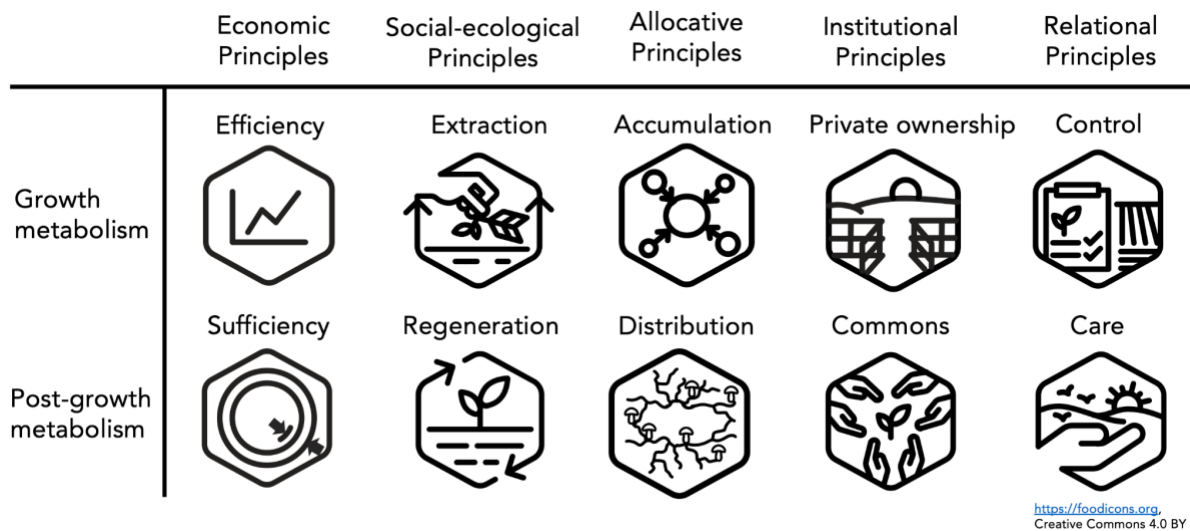 Economic
Principles
Social-ecological
Principles
Allocative
Principles
Institutional
Principles
Relational
Principles
Growth
metabolism
Efficiency
Extraction
Accumulation
Private ownership
Control
Post-growth
metabolism
Sufficiency
Regeneration
Distribution
Commons
Care
https://foodicons.org,
Creative Commons 4.0 BY